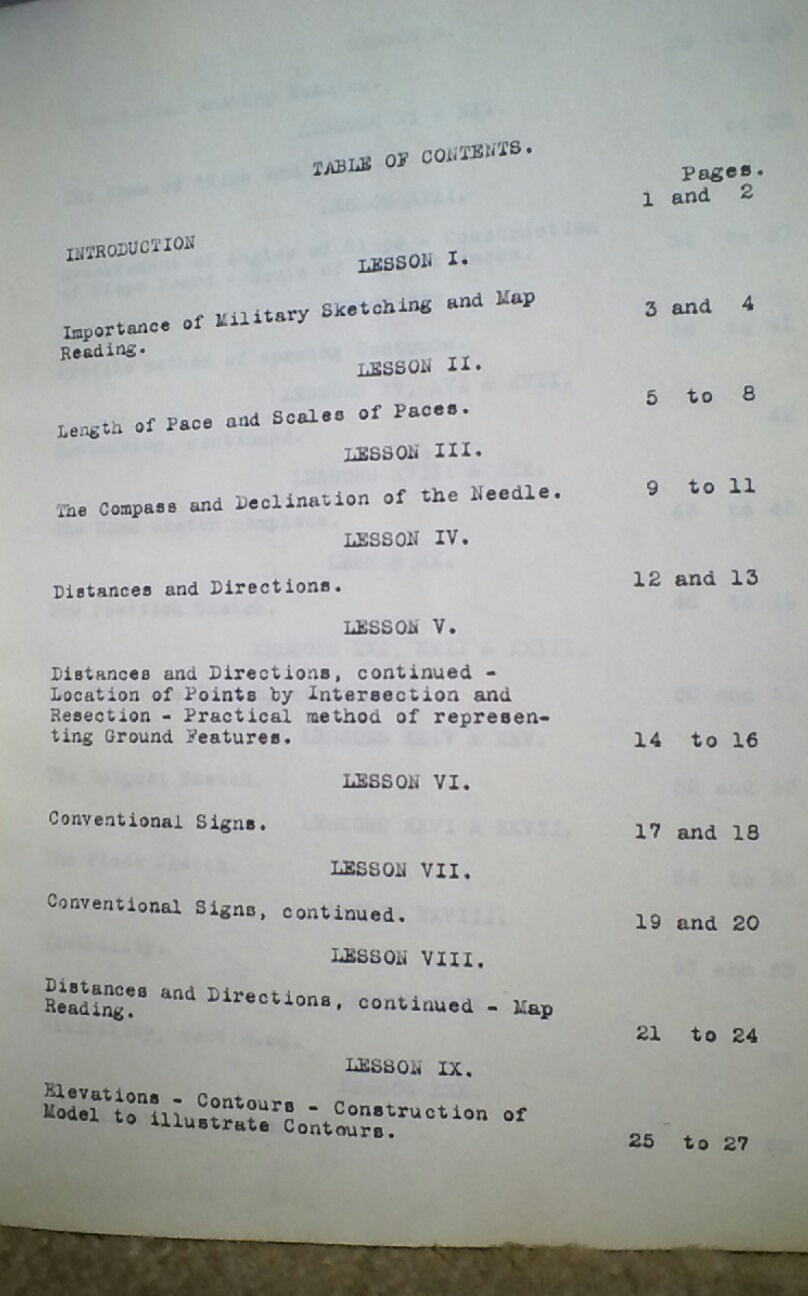 TABLE OF CONTENTS.
Pages.
INTRODUCTION 1 and 2
LESSON I.
Importance of Military Sketching and Map
Reading. 3 and 4
LESSON II.
Length of Pace and Scales of Paces. 5 to 8
LESSON III.
The Compass and Declination of the Needle. 9 to 11
LESSON IV.
Distances and Directions. 12 and 13
LESSON V.
Distances and Directions, continued -
Location of Points by Intersection and
Resection - Practical method of represen-
ting Ground Features. 14 to 16
LESSON VI.
Conventional Signs. 17 and 18
LESSON VII.
Conventional Signs, continued. 19 and 20
LESSON VIII.
Distances and Directions, continued - Map
Reading. 21 to 24
LESSON IX.
Elevations - Contours - Construction of
Model to illustrate Contours. 25 to 27